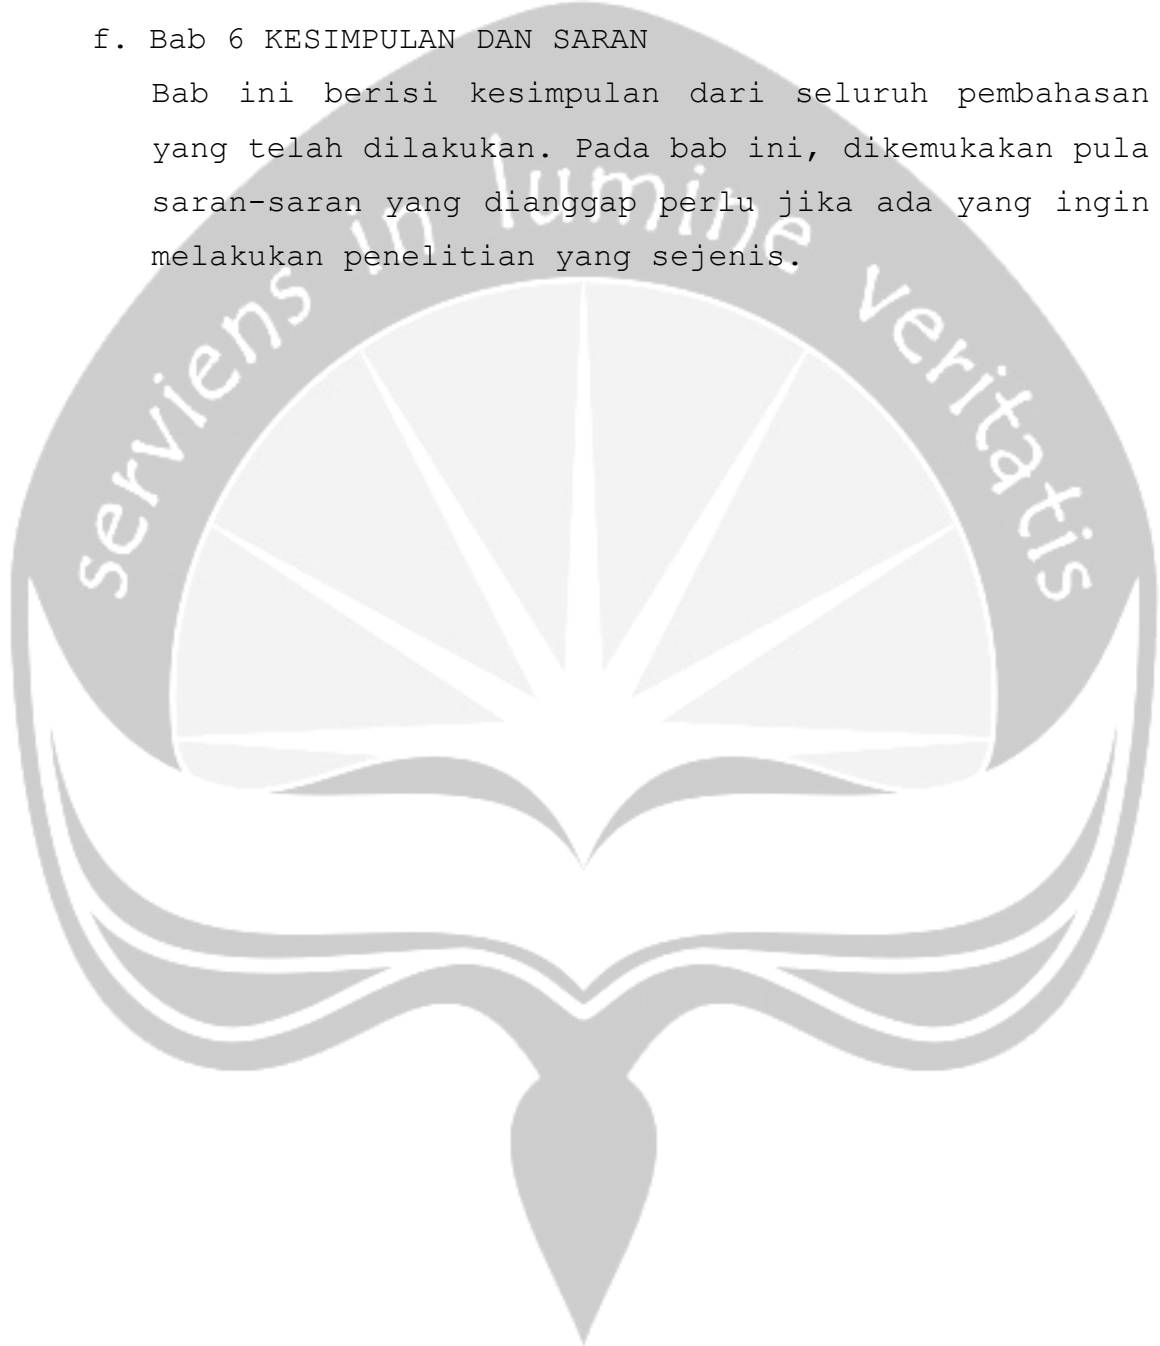 f. Bab 6 KESIMPULAN DAN SARAN
Bab ini berisi kesimpulan dari seluruh pembahasan
yang telah dilakukan. Pada bab ini, dikemukakan pula
saran-saran yang dianggap perlu jika ada yang ingin
melakukan penelitian yang sejenis.
serviens in lumine veritatis